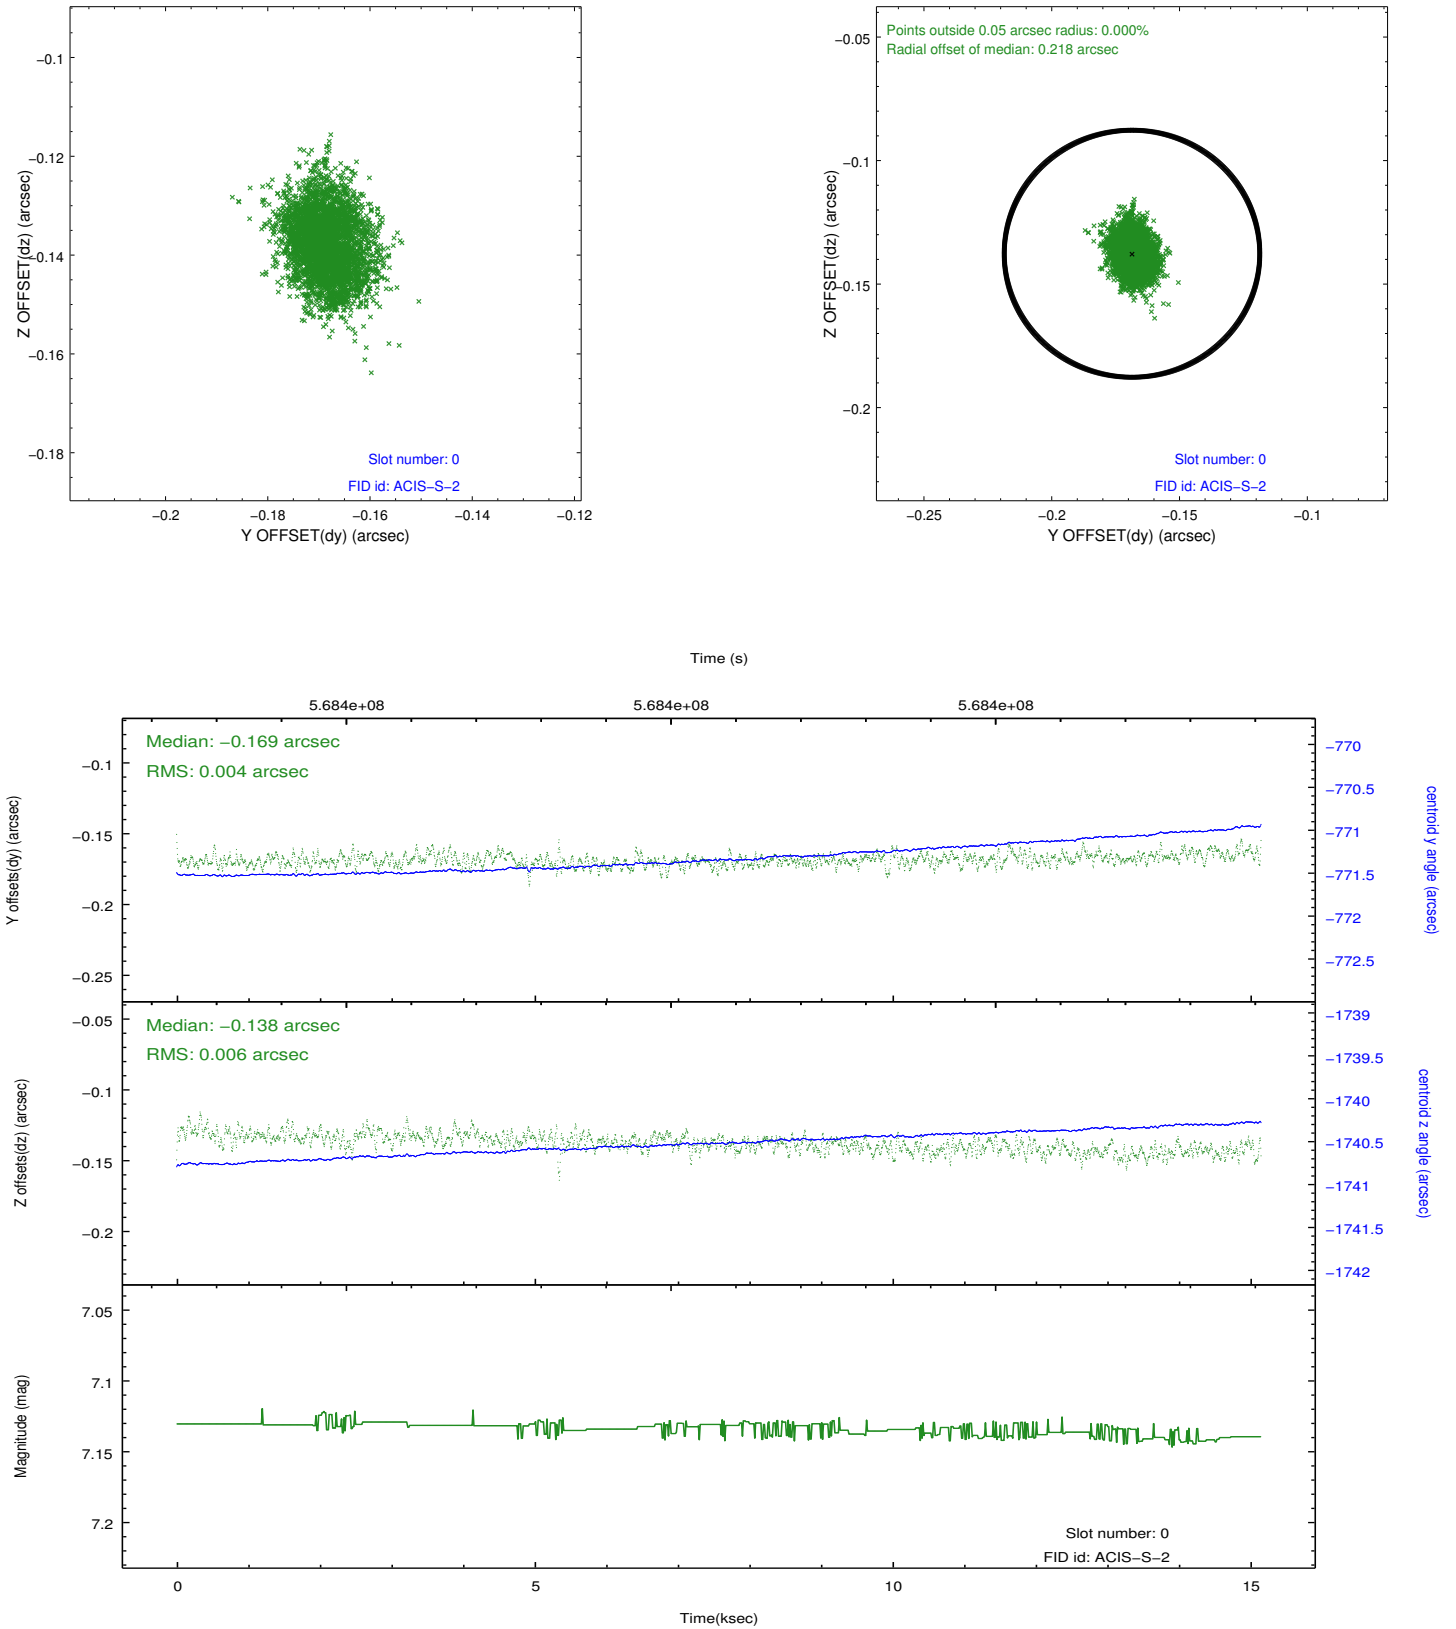 −0.1
−0.12
−0.14
−0.16
−0.18
Z OFFSET(dz) (arcsec)
Slot number: 0
FID id: ACIS−S−2
−0.2
−0.18
−0.16
−0.14
−0.12
Y OFFSET(dy) (arcsec)
Points outside 0.05 arcsec radius: 0.000%
Radial offset of median: 0.218 arcsec
−0.05
−0.1
−0.15
−0.2
Z OFFSET(dz) (arcsec)
Slot number: 0
FID id: ACIS−S−2
−0.25
−0.2
−0.15
−0.1
Y OFFSET(dy) (arcsec)
Time (s)
5.684e+08
5.684e+08
5.684e+08
Median: −0.169 arcsec
RMS: 0.004 arcsec
−0.1
−0.15
−0.2
−0.25
Y offsets(dy) (arcsec)
−770
−770.5
−771
−771.5
−772
−772.5
centroid y angle (arcsec)
Median: −0.138 arcsec
RMS: 0.006 arcsec
−0.05
−0.1
−0.15
−0.2
Z offsets(dz) (arcsec)
−1739
−1739.5
−1740
−1740.5
−1741
−1741.5
−1742
centroid z angle (arcsec)
7.05
7.1
7.15
7.2
Magnitude (mag)
Slot number: 0
FID id: ACIS−S−2
0
5
10
15
Time(ksec)